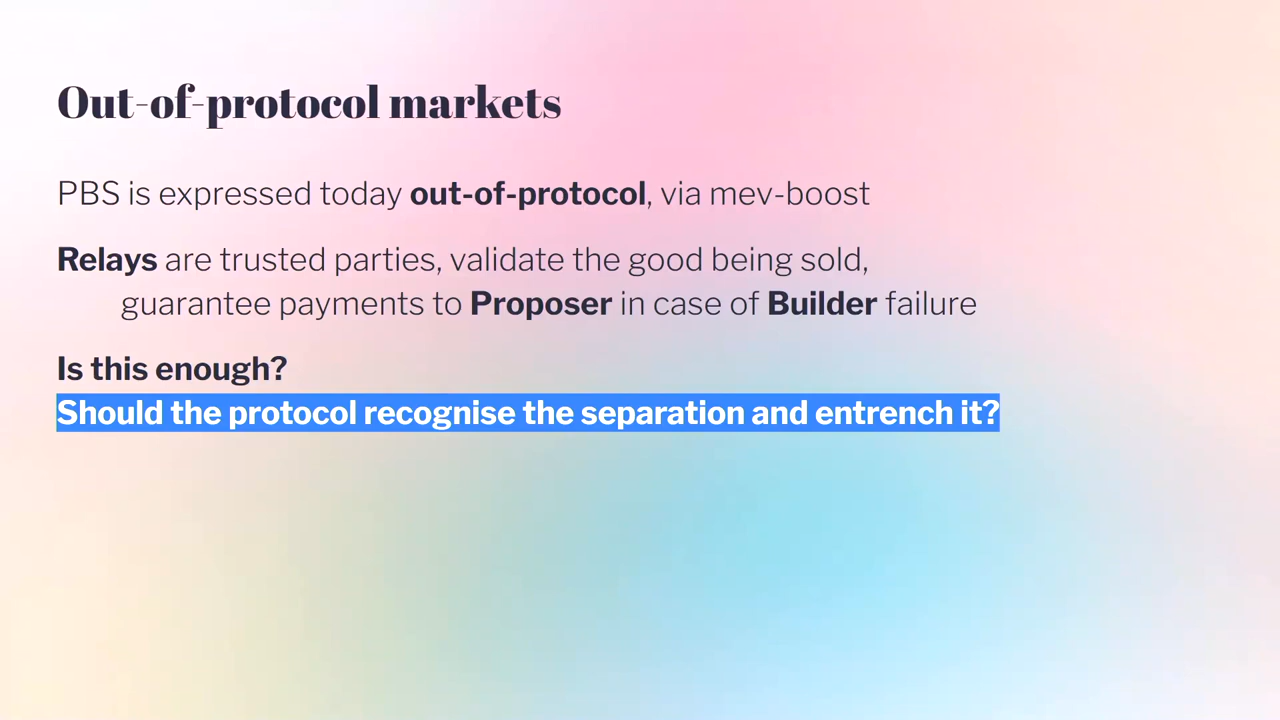 Out-of-protocol markets
PBS is expressed today out-of-protocol, via mev-boost
Relays are trusted parties, validate the good being sold,
guarantee payments to Proposer in case of Builder failure
Is this enough?
Should the protocol recognise the separation and entrench it?